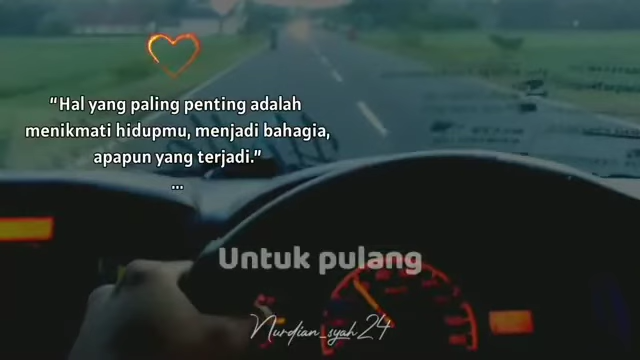 “Hal yang paling penting adalah
menikmati hidupmu, menjadi bahagia,
apapun yang terjadi.”
...
Untuk pulang
Nurdian_syah24